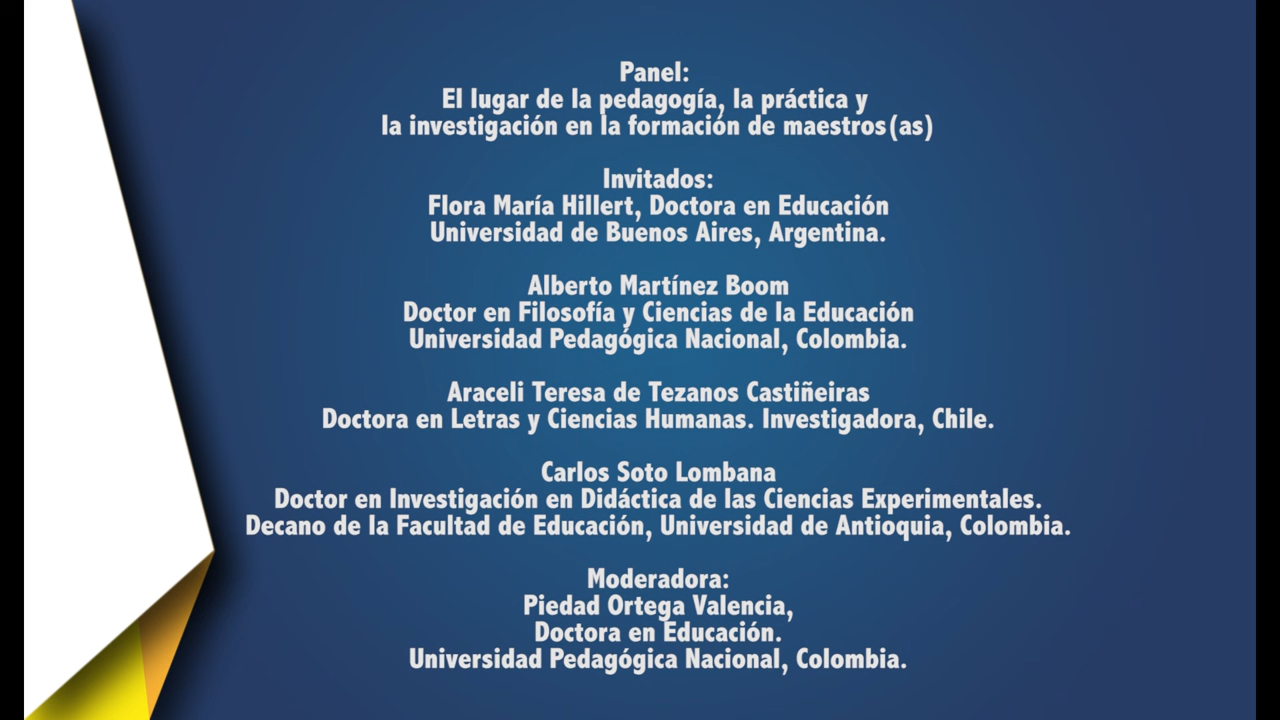 Panel:
El lugar de la pedagogía, la práctica y
la investigación en la formación de maestros(as)
Invitados:
Flora María Hillert, Doctora en Educación
Universidad de Buenos Aires, Argentina.
Alberto Martínez Boom
Doctor en Filosofía y Ciencias de la Educación
Universidad Pedagógica Nacional, Colombia.
Araceli Teresa de Tezanos Castiñeiras
Doctora en Letras y Ciencias Humanas. Investigadora, Chile.
Carlos Soto Lombana
Doctor en Investigación en Didáctica de las Ciencias Experimentales.
Decano de la Facultad de Educación, Universidad de Antioquia, Colombia.
Moderadora:
Piedad Ortega Valencia,
Doctora en Educación.
Universidad Pedagógica Nacional, Colombia.